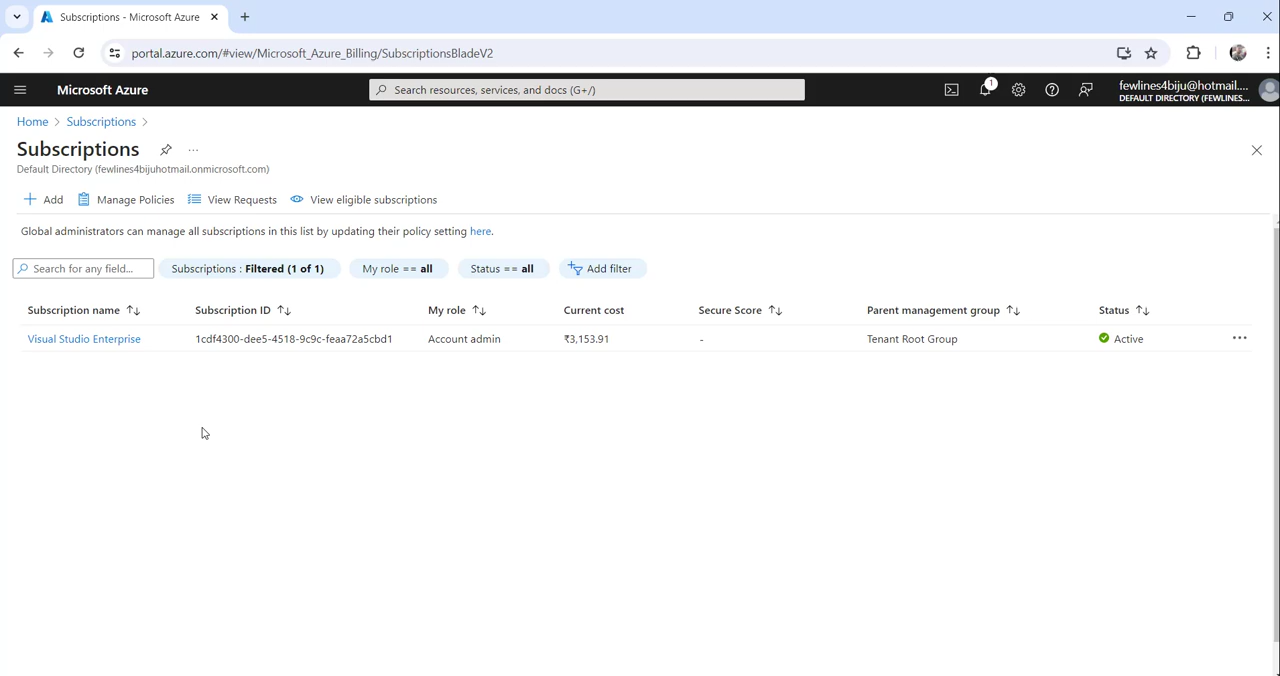 Subscriptions - Microsoft Azure
portal.azure.com/#view/Microsoft_Azure_Billing/SubscriptionsBladeV2
Microsoft Azure
Search resources, services, and docs (G+/)
1
fewlines4biju@hotmail....
DEFAULT DIRECTORY (FEWLINES...
Home > Subscriptions >
Subscriptions
Default Directory (fewlines4bijuhotmail.onmicrosoft.com)
Add Manage Policies View Requests View eligible subscriptions
Global administrators can manage all subscriptions in this list by updating their policy setting here.
Search for any field... Subscriptions : Filtered (1 of 1) My role == all Status == all Add filter
Subscription name Subscription ID My role Current cost Secure Score Parent management group Status
Visual Studio Enterprise 1cdf4300-dee5-4518-9c9c-feaa72a5cbd1 Account admin ₹3,153.91 - Tenant Root Group Active